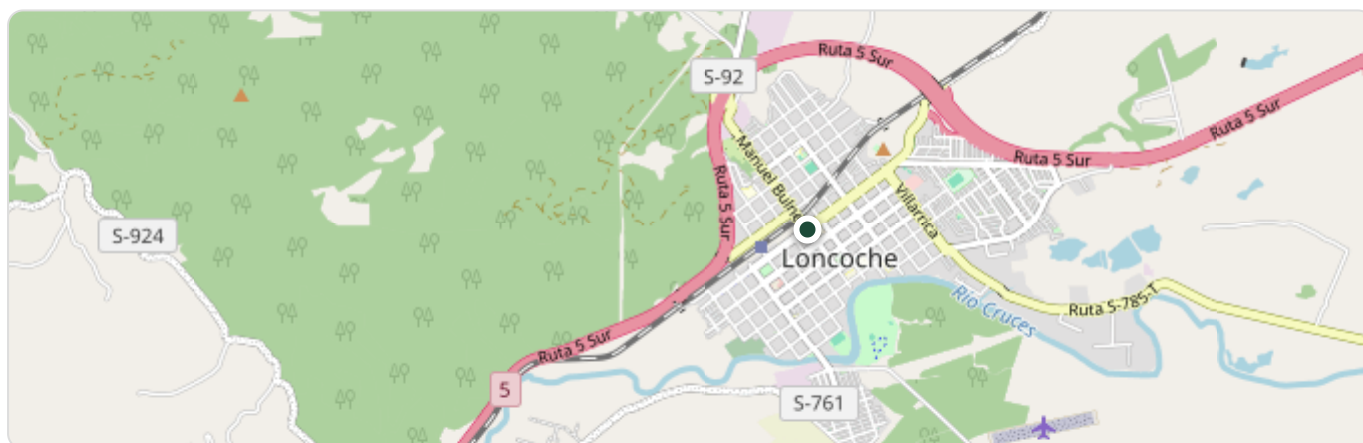 Ruta 5 Sur
S-92
Ruta 5 Sur
Ruta 5 Sur
Manuel Bulnes
Ruta 5 Sur
Villarrica
S-924
Loncoche
Río Cruces
Ruta S-785-T
Ruta 5 Sur
5
S-761